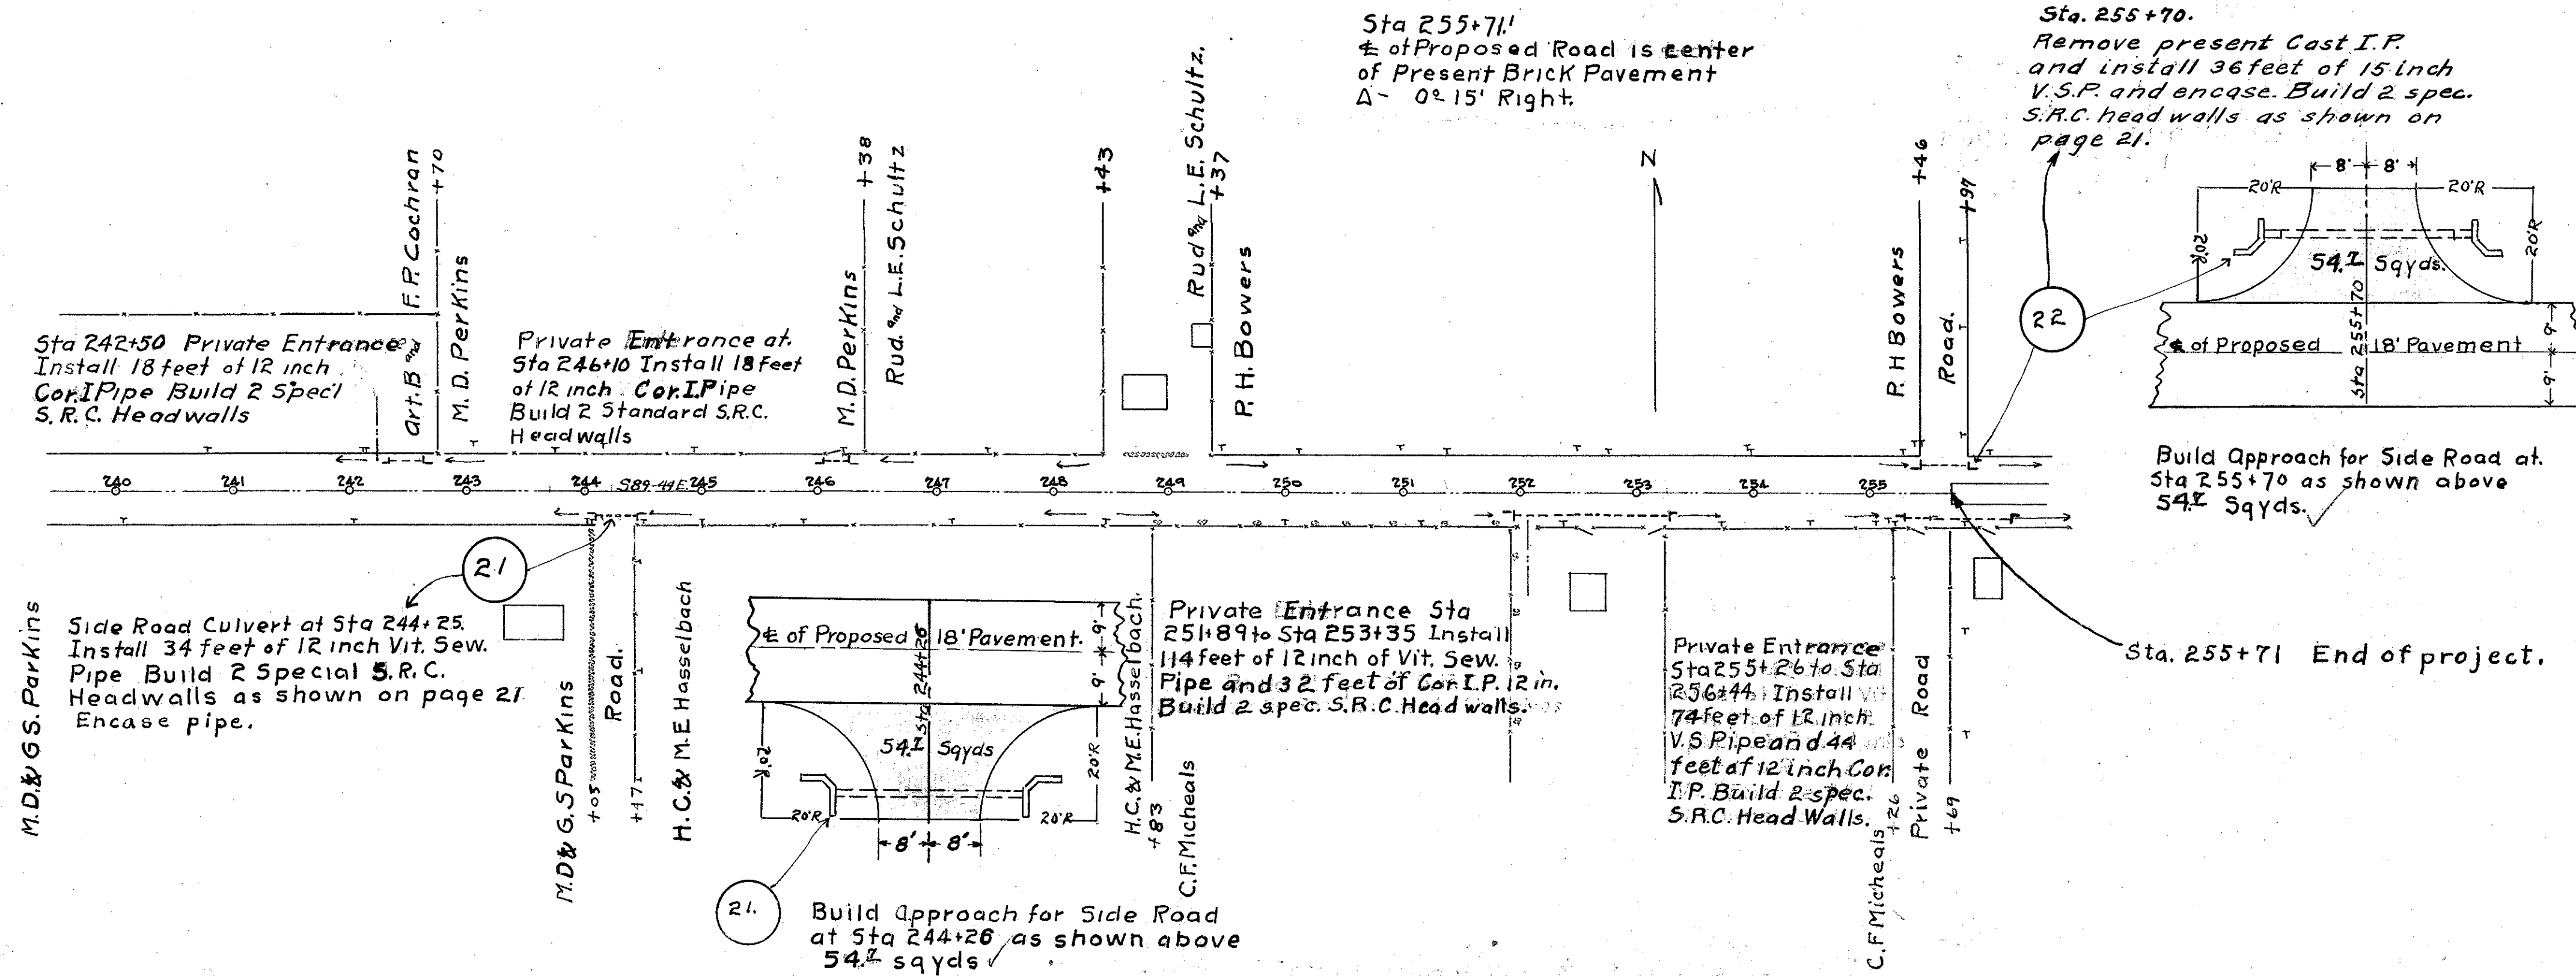 Sta 255+71.'
℄ of Proposed Road is center
of Present Brick Pavement
Δ- 0º 15' Right.
Sta. 255+70.
Remove present Cast I.P.
and install 36 feet of 15 inch
V.S.P. and encase. Build 2 spec.
S.R.C. head walls as shown on
page 21.
N
art. B and F.P. Cochran
+70
M. D. Perkins
+38
M.D. Perkins
Rud. and L.E. Schultz
+43
Rud and L.E. Schultz.
+37
P. H. Bowers
+46
P. H Bowers
Road.
+97
8' 8'
20'R 20'R
20'R 20'R
54.7 Sqyds.
Sta 255+70
℄ of Proposed 18' Pavement
9'
9'
22
Sta 242+50 Private Entrance
Install 18 feet of 12 inch
Cor. I Pipe Build 2 Specl
S. R. C. Headwalls
Private Entrance at.
Sta 246+10 Install 18 feet
of 12 inch Cor. I. Pipe
Build 2 Standard S.R.C.
Headwalls
Build Approach for Side Road at.
Sta 255+70 as shown above
54.7 Sqyds.
240 241 242 243 244 S89-44E 245 246 247 248 249 250 251 252 253 254 255
21
M.D. & G.S. Parkins
Side Road Culvert at Sta 244+25.
Install 34 feet of 12 inch Vit. Sew.
Pipe Build 2 Special S.R.C.
Headwalls as shown on page 21
Encase pipe.
M.D & G.S Parkins
+05
Road.
+47
H.C. & M.E Hasselbach
℄ of Proposed 18' Pavement.
Sta 244+26
9'
9'
54.7 Sqyds
20'R 20'R
20'R 20'R
8' 8'
H.C. & M.E. Hasselbach.
+83
C.F. Micheals
Private Entrance Sta
251+89 to Sta 253+35 Install
114 feet of 12 inch of Vit. Sew.
Pipe and 32 feet of Cor. I.P. 12 in.
Build 2 spec. S.R.C. Head walls.
Private Entrance
Sta 255+26 to Sta
256+44 Install
74 feet of 12 inch
V.S Pipe and 44
feet of 12 inch Cor.
I.P. Build 2 spec.
S.R.C. Head Walls.
C.F Micheals
+26
Private Road
+69
Sta. 255+71 End of project.
21.
Build Approach for Side Road
at Sta 244+26 as shown above
54.7 sqyds